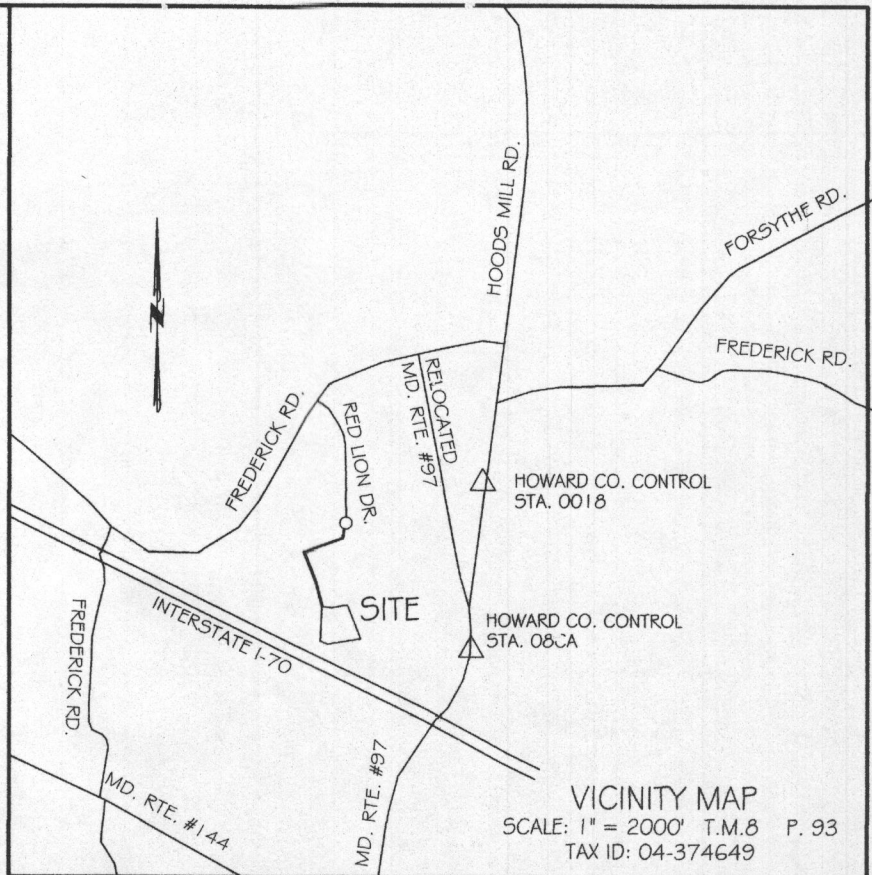 HOODS MILL RD.
FORSYTHE RD.
N
FREDERICK RD.
RELOCATED
MD. RTE. #97
FREDERICK RD.
RED LION DR.
HOWARD CO. CONTROL
STA. 0018
SITE
HOWARD CO. CONTROL
INTERSTATE I-70
FREDERICK RD.
MD. RTE. #97
MD. RTE. #144
VICINITY MAP
SCALE: 1" = 2000' T.M.8 P. 93
TAX ID: 04-374649